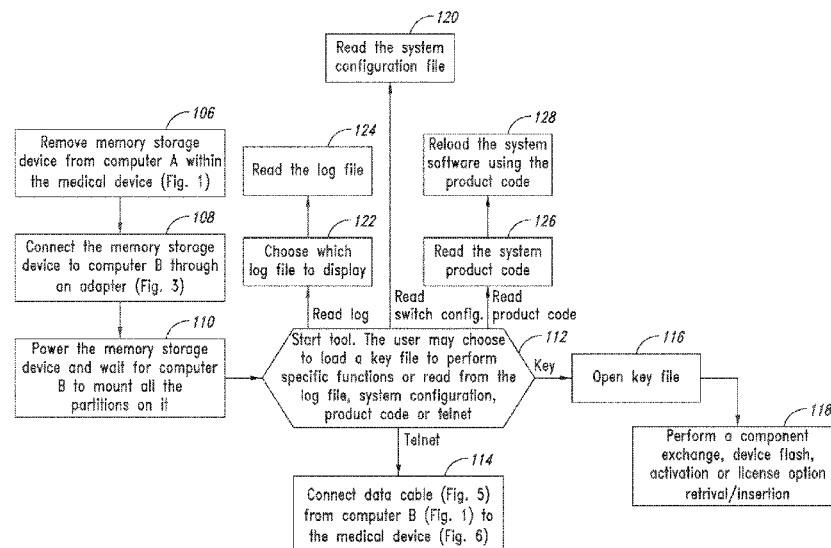 120
Read the system
configuration file
106
Remove memory storage
device from computer A within
the medical device (Fig. 1)
124
Read the log file
128
Reload the system
software using the
product code
108
Connect the memory storage
device to computer B through
an adapter (Fig. 3)
122
Choose which
log file to display
126
Read the system
product code
110
Power the memory storage
device and wait for computer
B to mount all the
partitions on it
Read log
Read
switch config.
Read
product code
112
Start tool. The user may choose
to load a key file to perform
specific functions or read from the
log file, system configuration,
product code or telnet
Key
116
Open key file
118
Perform a component
exchange, device flash,
activation or license option
retrival/insertion
Telnet
114
Connect data cable (Fig. 5)
from computer B (Fig. 1) to
the medical device (Fig. 6)